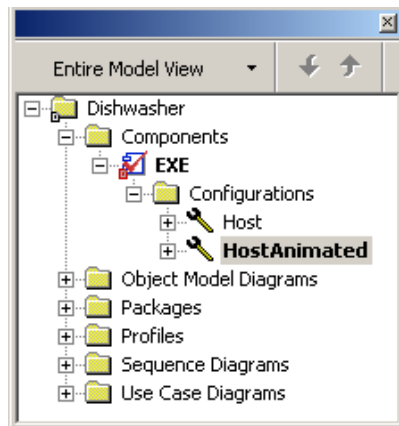 Entire Model View
Dishwasher
Components
EXE
Configurations
Host
HostAnimated
Object Model Diagrams
Packages
Profiles
Sequence Diagrams
Use Case Diagrams